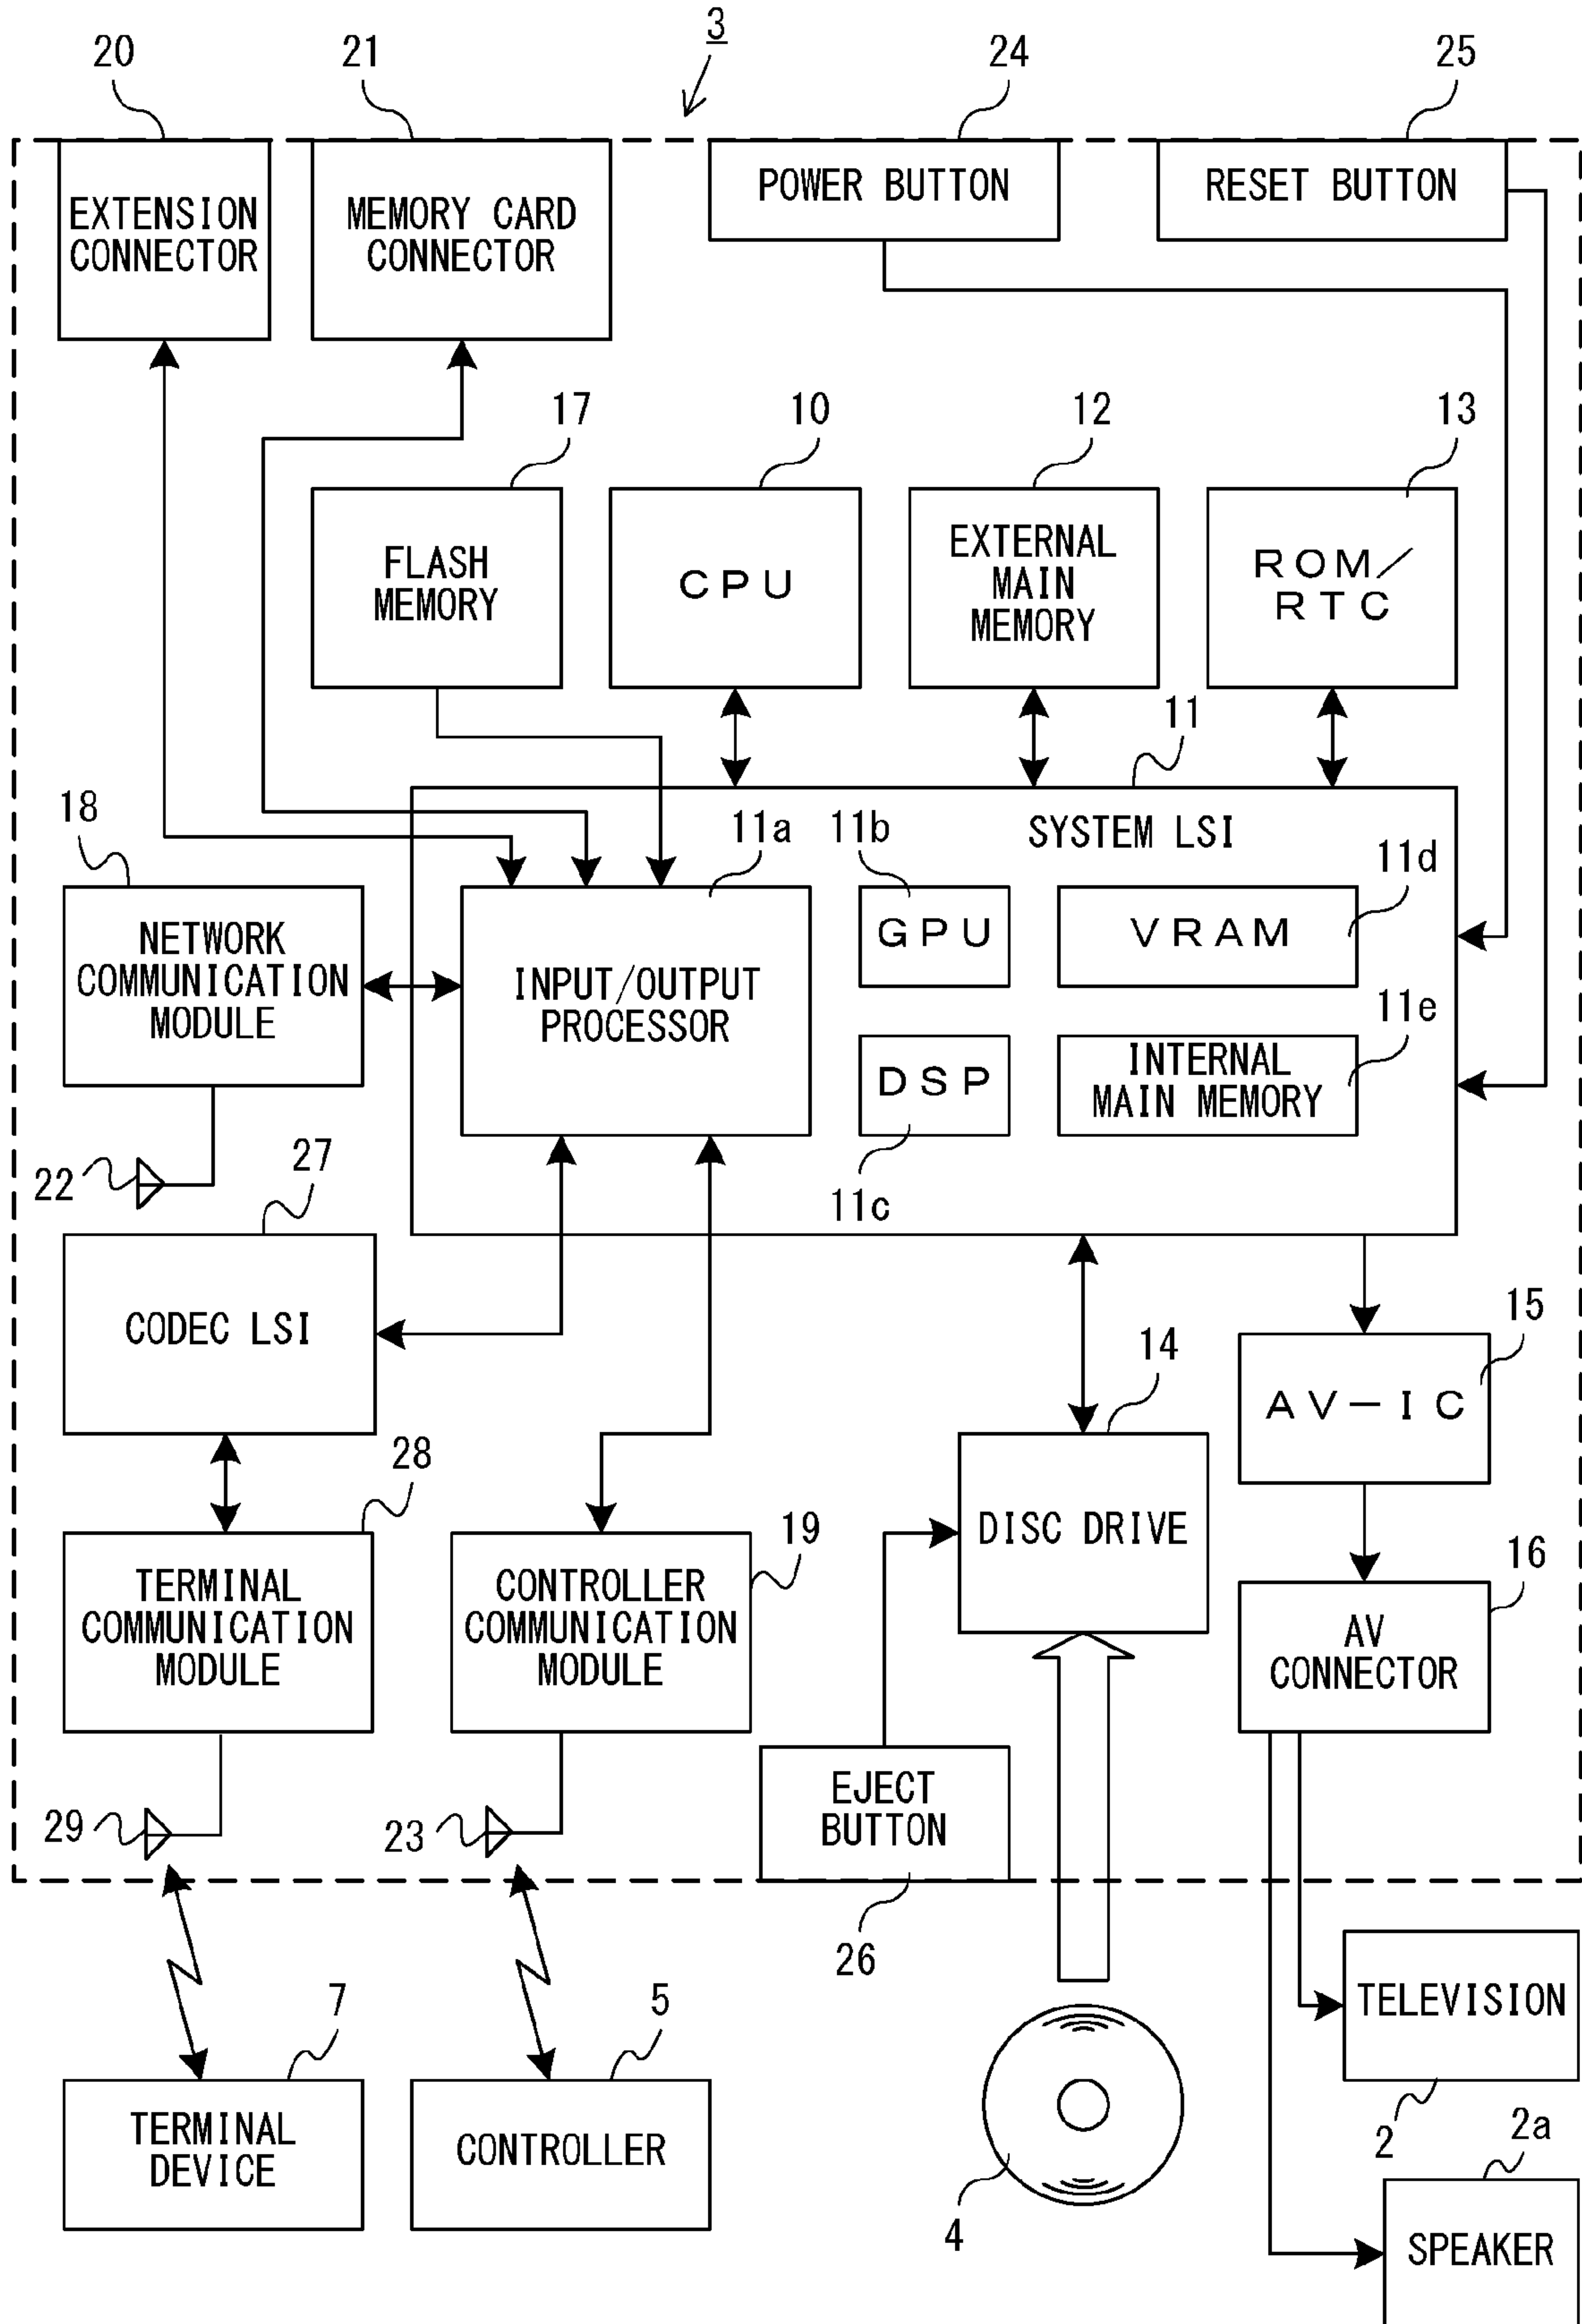 3
20
21
24
25
EXTENSION
CONNECTOR
MEMORY CARD
CONNECTOR
POWER BUTTON
RESET BUTTON
17
10
12
13
FLASH
MEMORY
CPU
EXTERNAL
MAIN
MEMORY
ROM/
RTC
11
SYSTEM LSI
18
11a
11b
11d
NETWORK
COMMUNICATION
MODULE
INPUT/OUTPUT
PROCESSOR
GPU
VRAM
11e
DSP
INTERNAL
MAIN MEMORY
22
27
11c
CODEC LSI
14
15
AV-IC
28
DISC DRIVE
19
16
TERMINAL
COMMUNICATION
MODULE
CONTROLLER
COMMUNICATION
MODULE
AV
CONNECTOR
29
23
EJECT
BUTTON
26
7
5
TELEVISION
2
TERMINAL
DEVICE
CONTROLLER
4
2a
SPEAKER